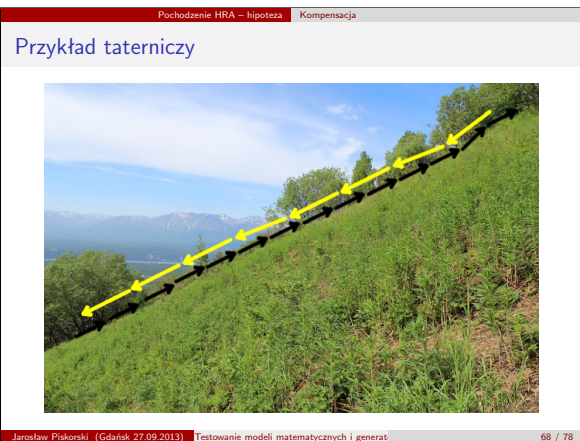 Pochodzenie HRA – hipoteza Kompensacja
Przykład taterniczy
Jarosław Piskorski (Gdańsk 27.09.2013) Testowanie modeli matematycznych i generat 68 / 78